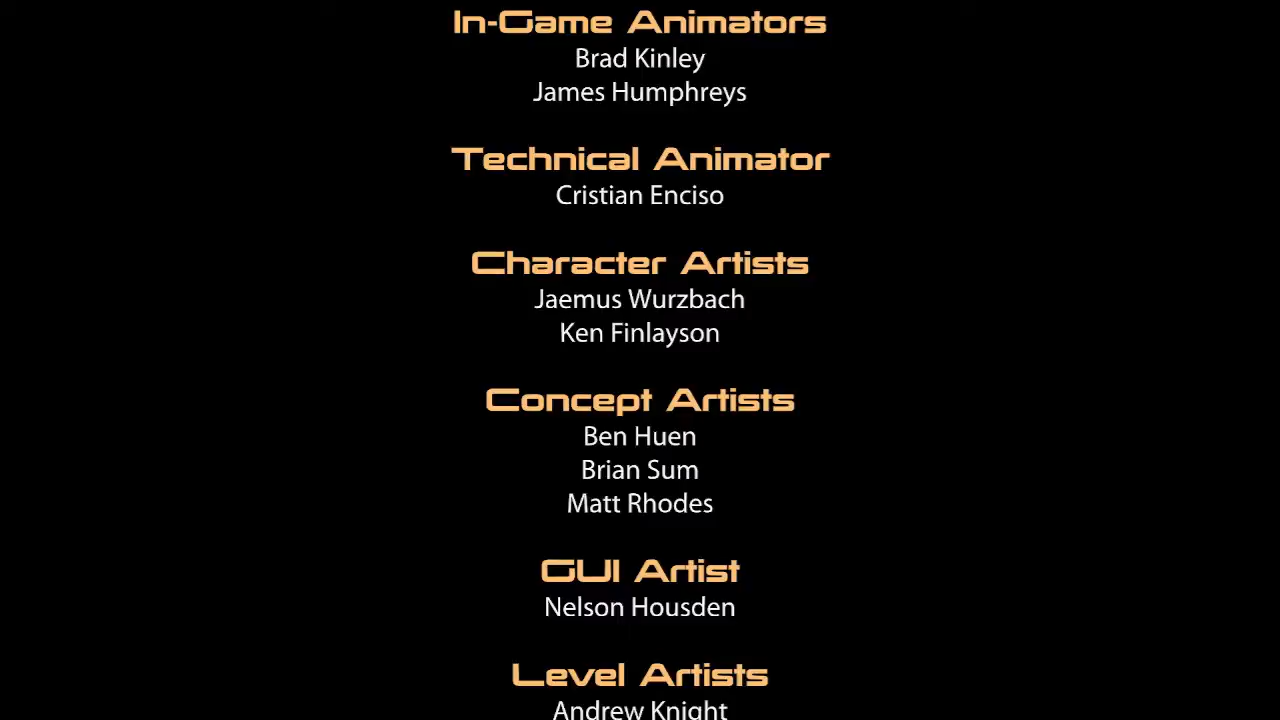 In-Game Animators
Brad Kinley
James Humphreys
Technical Animator
Cristian Enciso
Character Artists
Jaemus Wurzbach
Ken Finlayson
Concept Artists
Ben Huen
Brian Sum
Matt Rhodes
GUI Artist
Nelson Housden
Level Artists
Andrew Knight